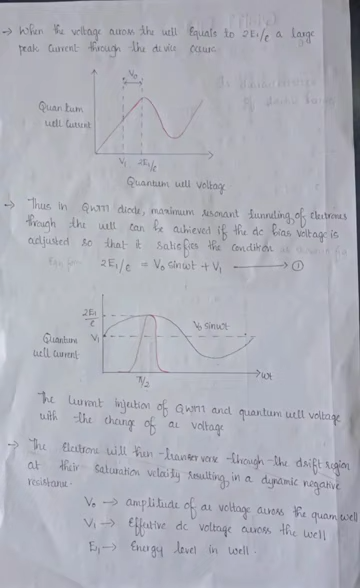 → When the voltage across the well Equals to 2E₁/e a large
peak current through the device occurs.
V₀
Quantum
well current
V₁ 2E₁/e
Quantum well voltage
→ Thus in QWITT diode, maximum resonant tunneling of electrones
though the well can be achieved if the dc bias voltage is
adjusted so that it satisfies the condition
2E₁/e = V₀ sinωt + V₁ ⟶ ①
2E₁/e
V₁
V₀ sinωt
Quantum
well current
π/2
ωt
The current injection of QWITT and quantum well voltage
with the change of ac voltage
→ The Electrons will then transverse through the drift region
at their saturation velocity resulting, in a dynamic negative
resistance.
V₀ → amplitude of ac voltage across the quam well
V₁ → Effective dc voltage across the well
E₁ → Energy level in well.